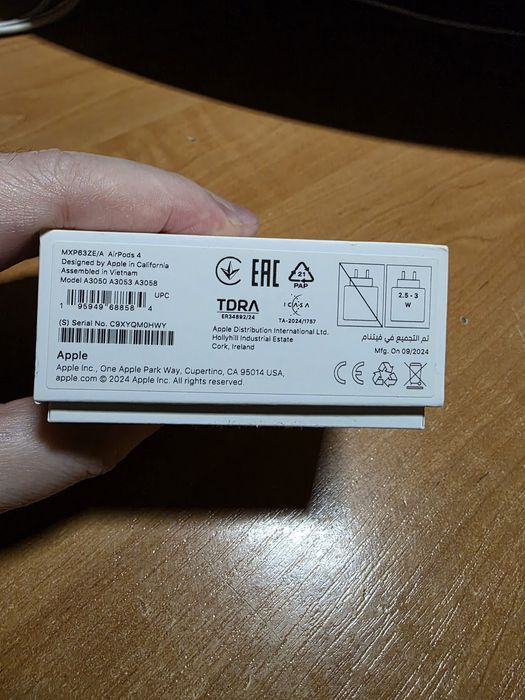 MXP63ZE/A AirPods 4
Designed by Apple in California
Assembled in Vietnam
Model A3050 A3053 A3058
UPC
1 95949 68858 4
(S) Serial No. C9XYQM0HWY
Apple
Apple Inc., One Apple Park Way, Cupertino, CA 95014 USA,
apple.com © 2024 Apple Inc. All rights reserved.
EAC
21
PAP
TDRA
ER34892/24
ICASA
TA-2024/1757
Apple Distribution International Ltd.
Hollyhill Industrial Estate
Cork, Ireland
2.5 - 3
W
تم التجميع في فيتنام
Mfg. On 09/2024
CE